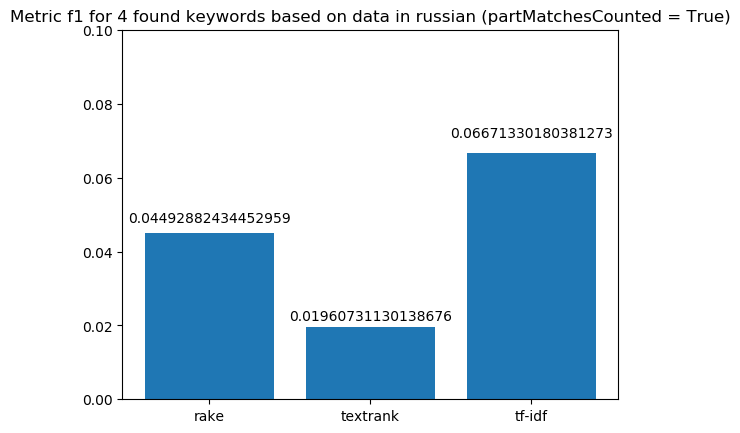 Metric f1 for 4 found keywords based on data in russian (partMatchesCounted = True)
0.10
0.08
0.06
0.04
0.02
0.00
0.04492882434452959
0.01960731130138676
0.06671330180381273
rake
textrank
tf-idf